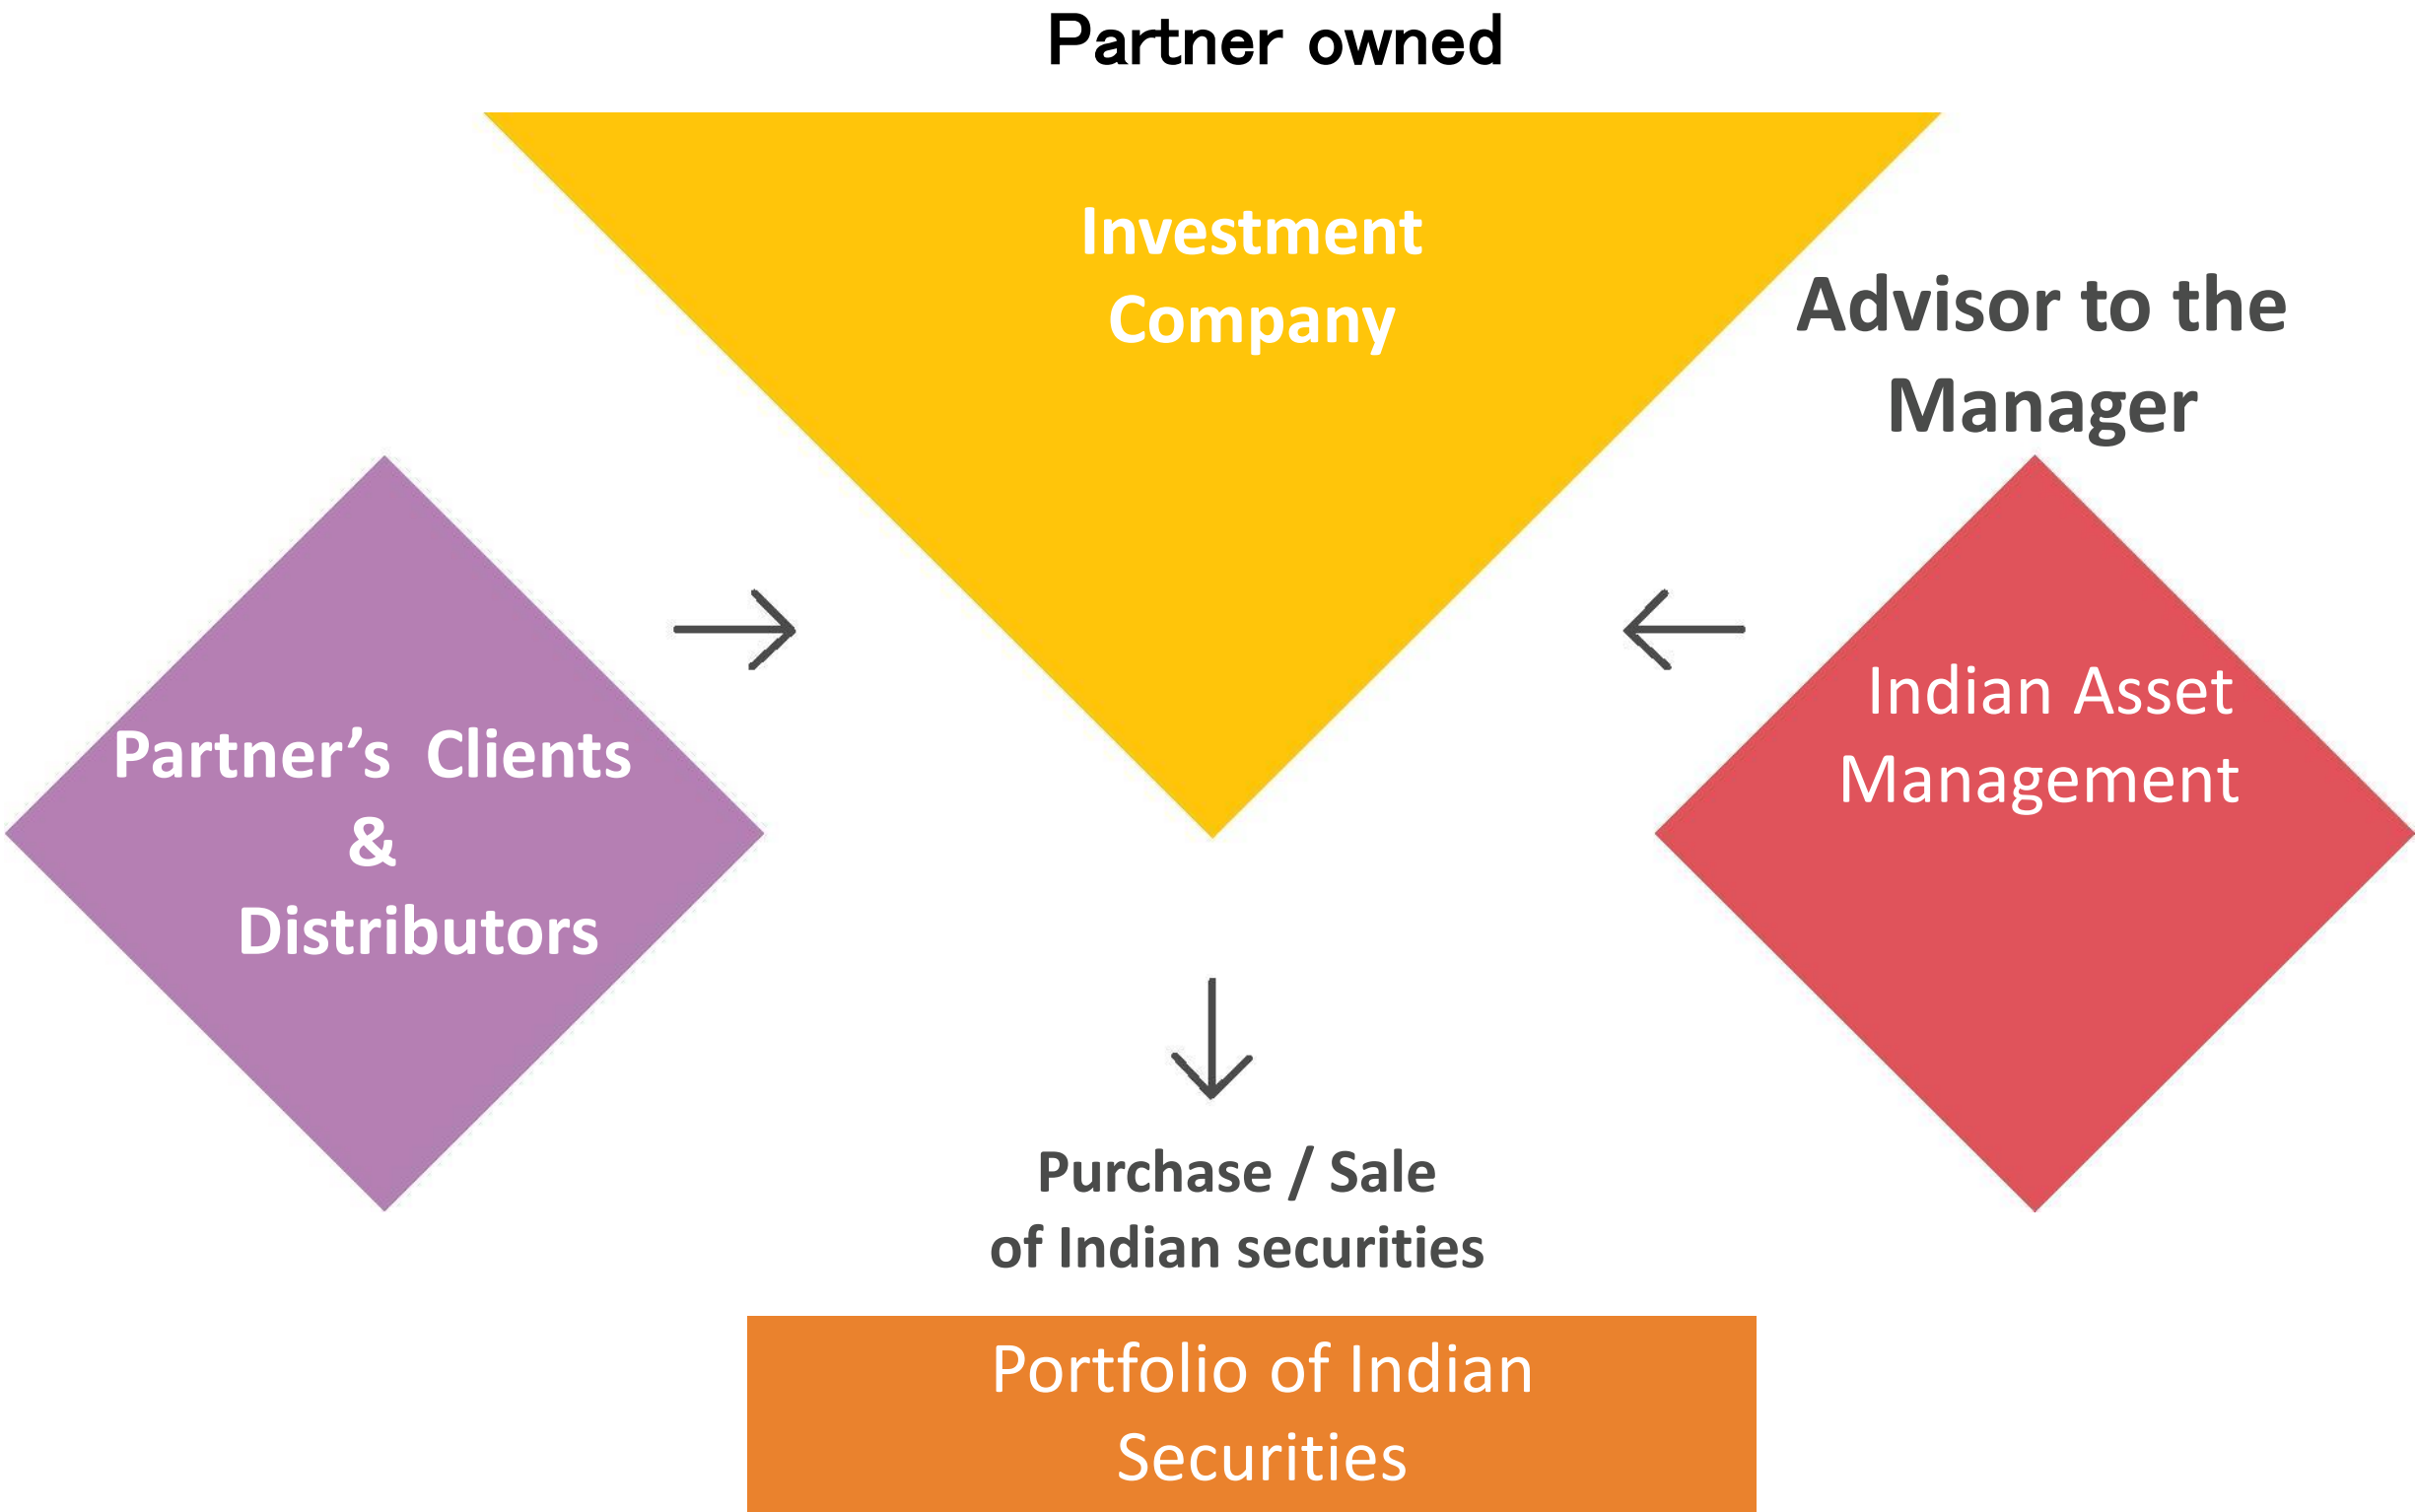 Partner owned
Investment
Company
Advisor to the
Manager
Partner's Clients
&
Distributors
Indian Asset
Management
Purchase / Sale
of Indian securities
Portfolio of Indian
Securities